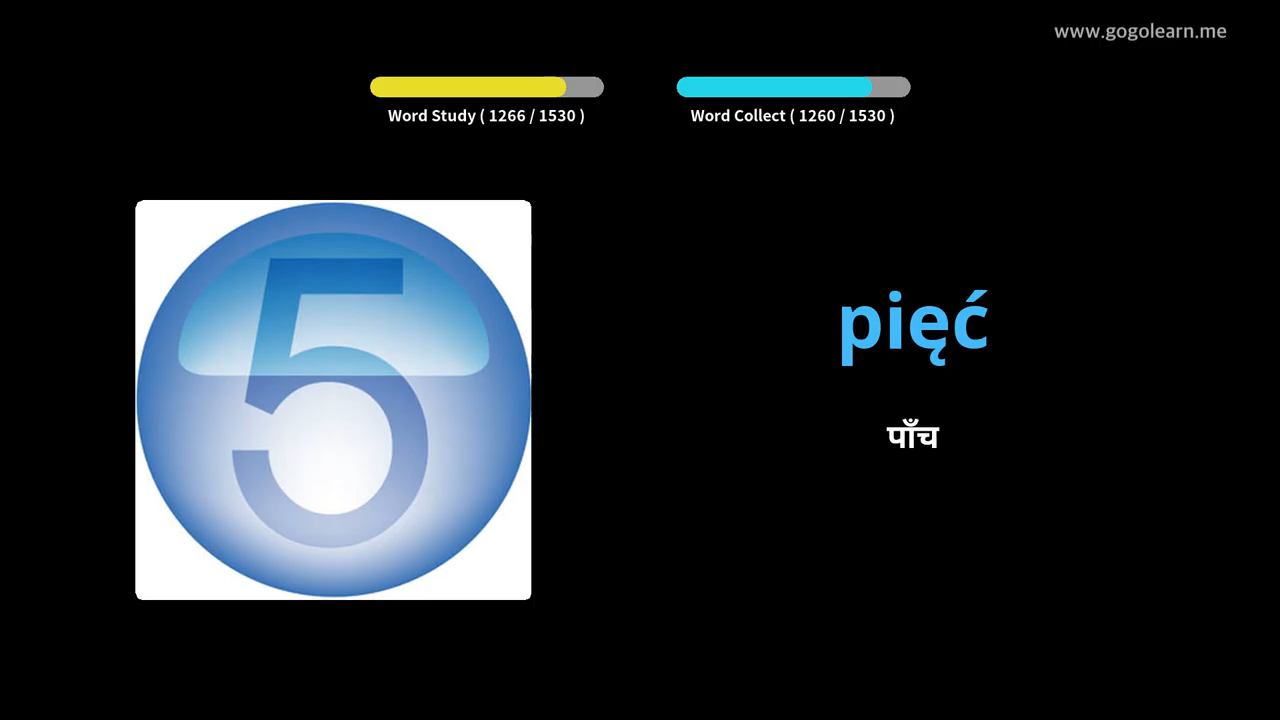 www.gogolearn.me
Word Study ( 1266 / 1530 )
Word Collect ( 1260 / 1530 )
5
pięć
पाँच